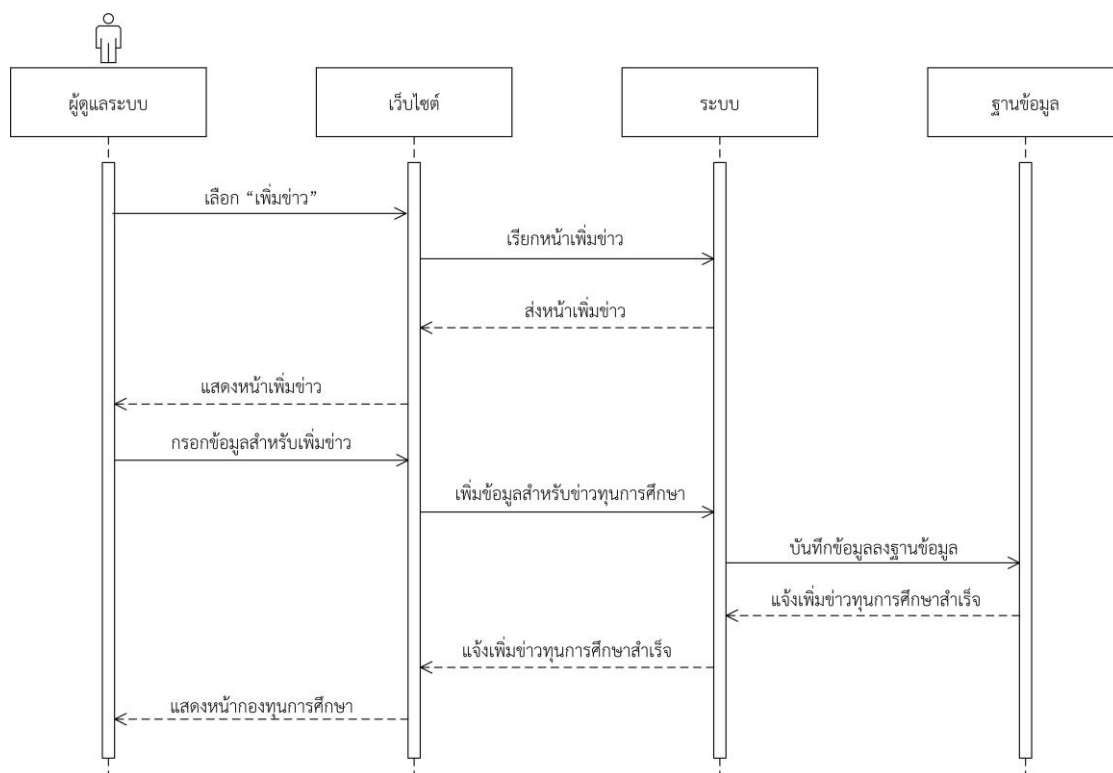 ผู้ดูแลระบบ
เว็บไซต์
ระบบ
ฐานข้อมูล
เลือก “เพิ่มข่าว”
เรียกหน้าเพิ่มข่าว
ส่งหน้าเพิ่มข่าว
แสดงหน้าเพิ่มข่าว
กรอกข้อมูลสำหรับเพิ่มข่าว
เพิ่มข้อมูลสำหรับข่าวทุนการศึกษา
บันทึกข้อมูลลงฐานข้อมูล
แจ้งเพิ่มข่าวทุนการศึกษาสำเร็จ
แจ้งเพิ่มข่าวทุนการศึกษาสำเร็จ
แสดงหน้ากองทุนการศึกษา